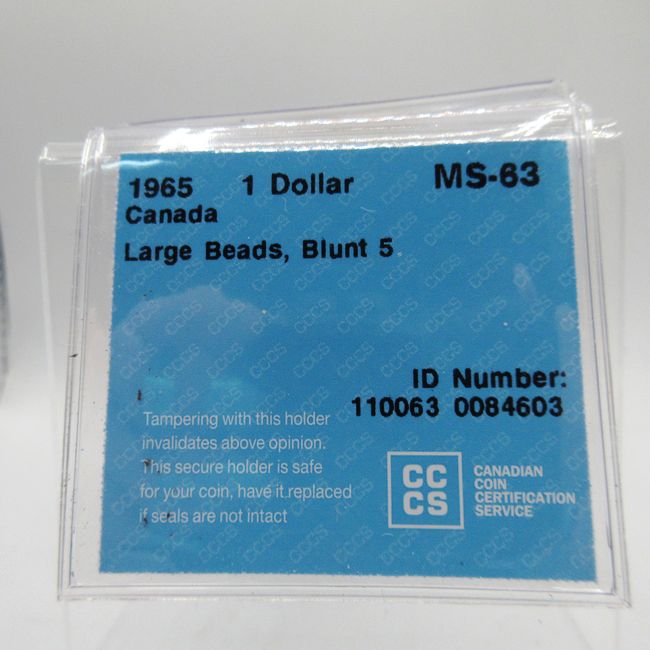 1965 1 Dollar MS-63
Canada
Large Beads, Blunt 5
ID Number:
110063 0084603
Tampering with this holder
invalidates above opinion.
This secure holder is safe
for your coin, have it replaced
if seals are not intact
CC
CS
CANADIAN
COIN
CERTIFICATION
SERVICE